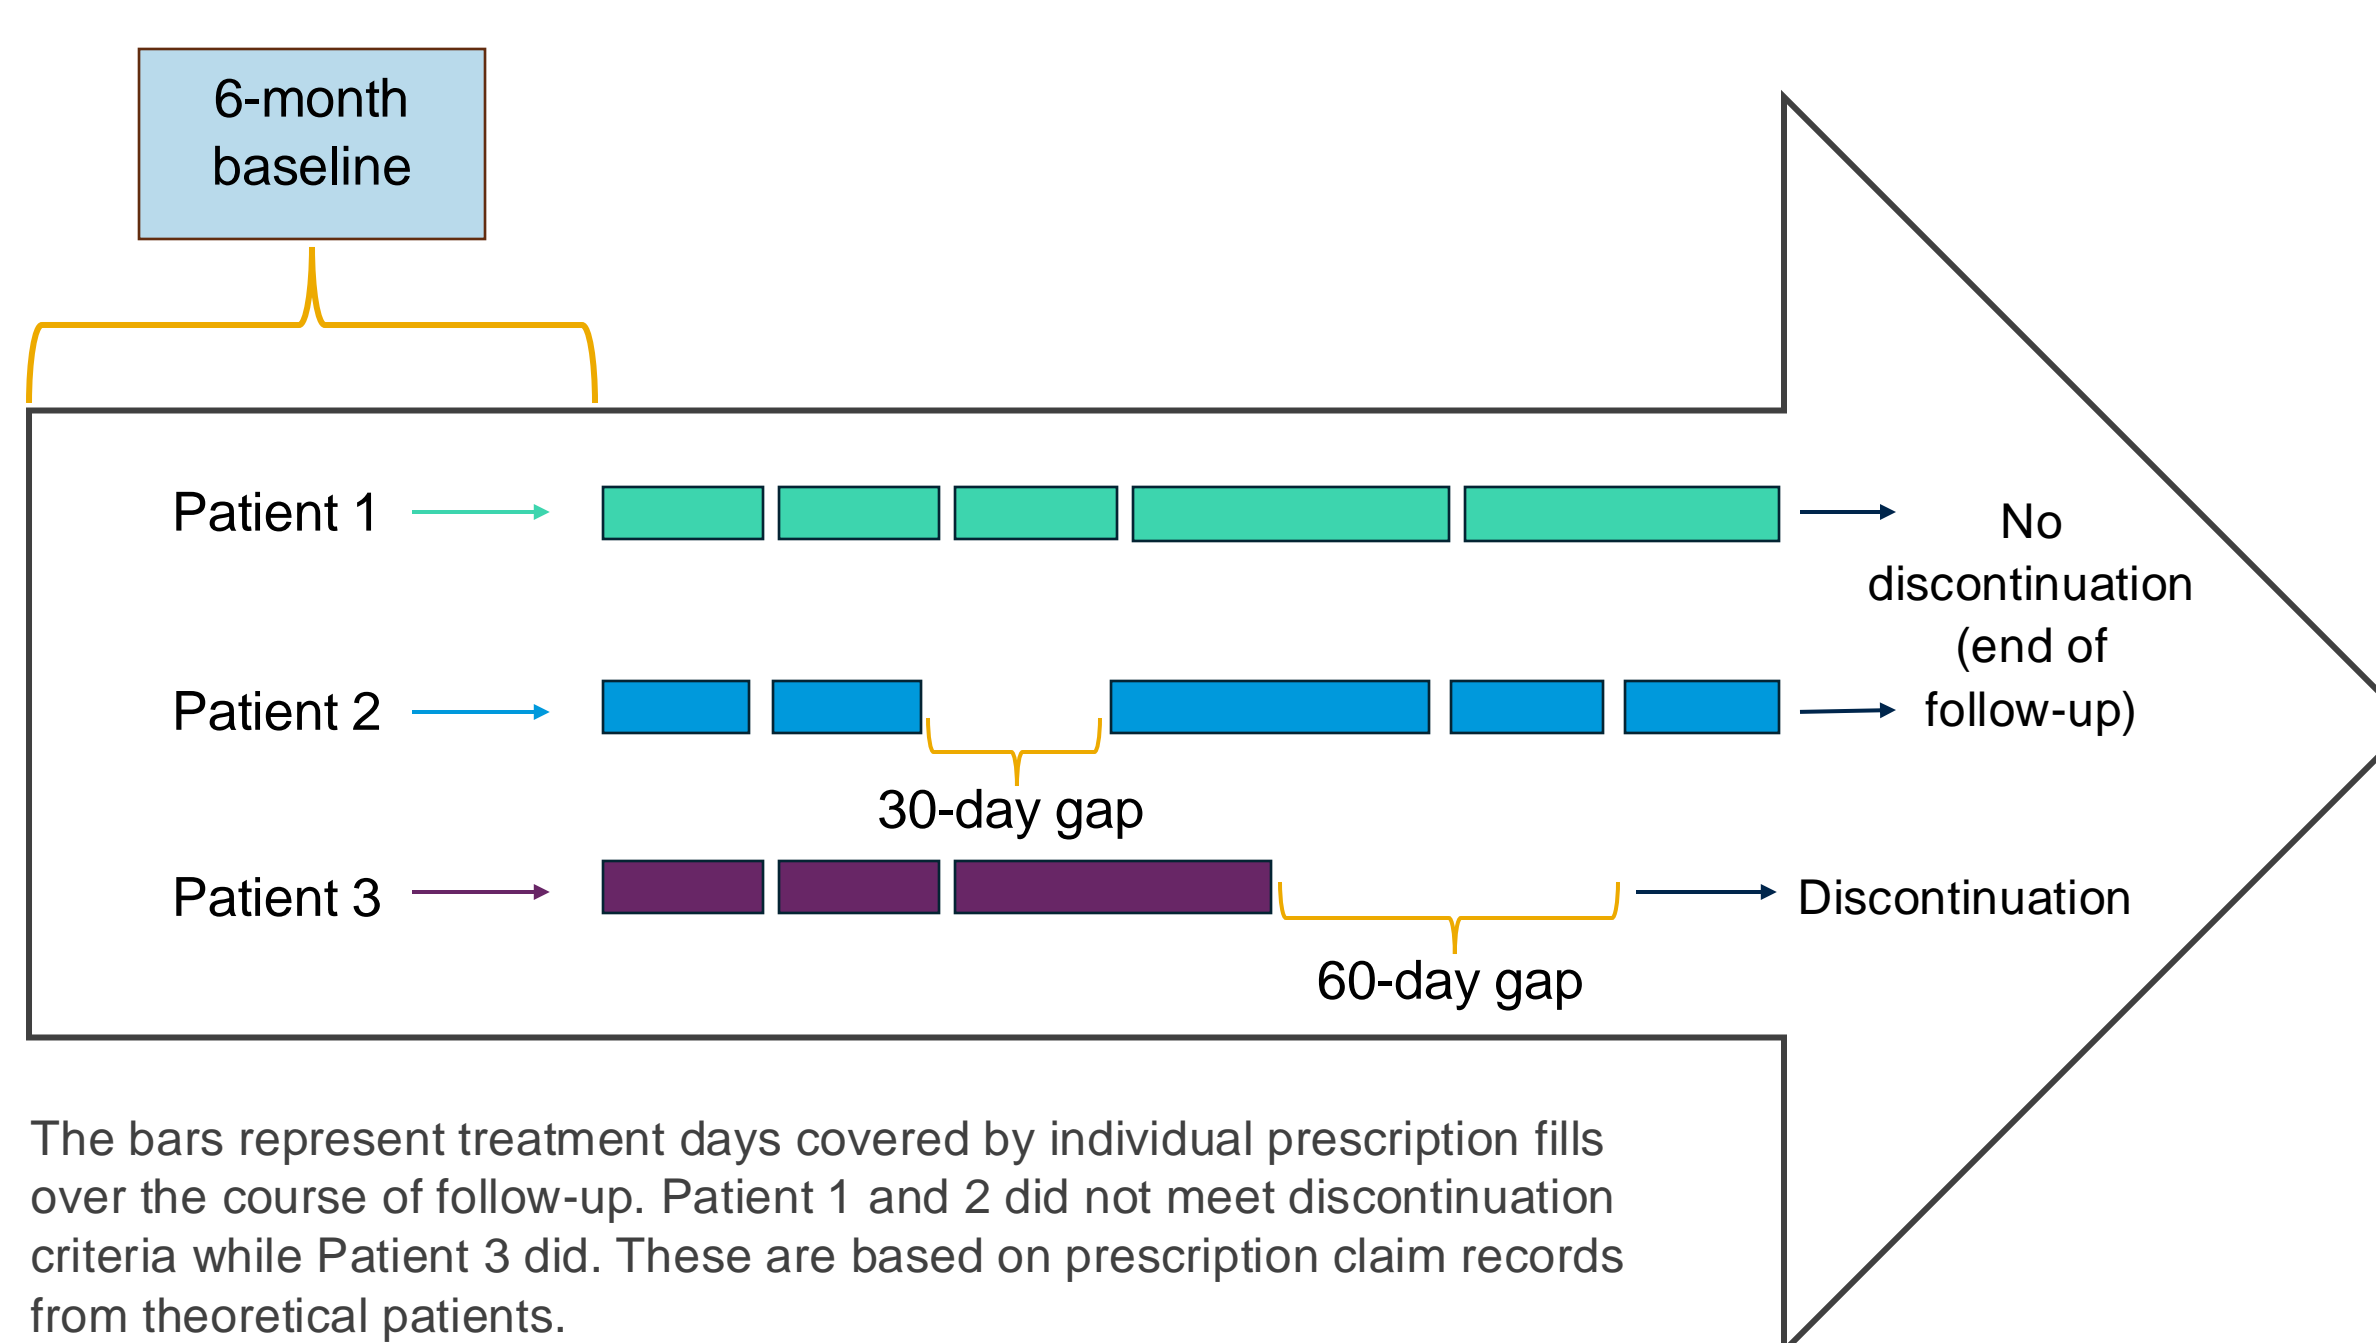 6-month
baseline
Patient 1
No
discontinuation
(end of
follow-up)
Patient 2
30-day gap
Patient 3
Discontinuation
60-day gap
The bars represent treatment days covered by individual prescription fills
over the course of follow-up. Patient 1 and 2 did not meet discontinuation
criteria while Patient 3 did. These are based on prescription claim records
from theoretical patients.